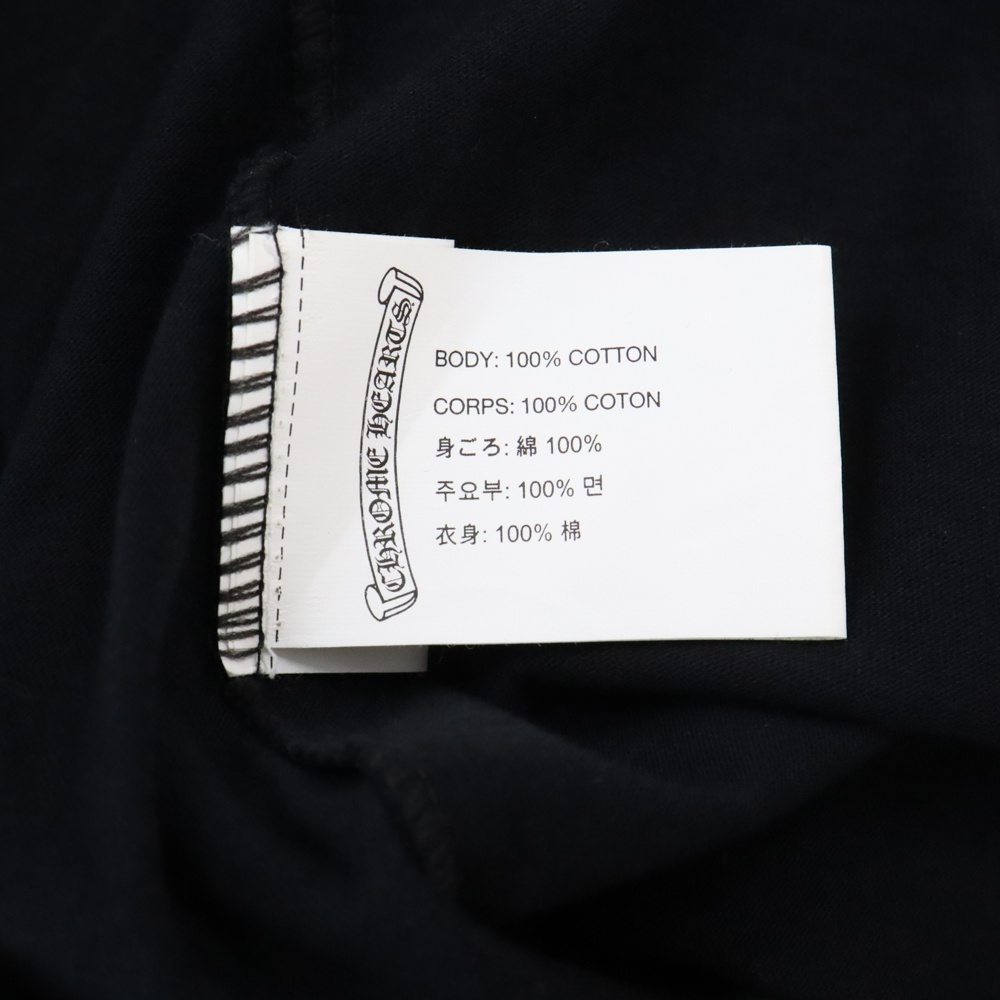 CHROME HEARTS
BODY: 100% COTTON
CORPS: 100% COTON
身ごろ: 綿 100%
주요부: 100% 면
衣身: 100% 棉